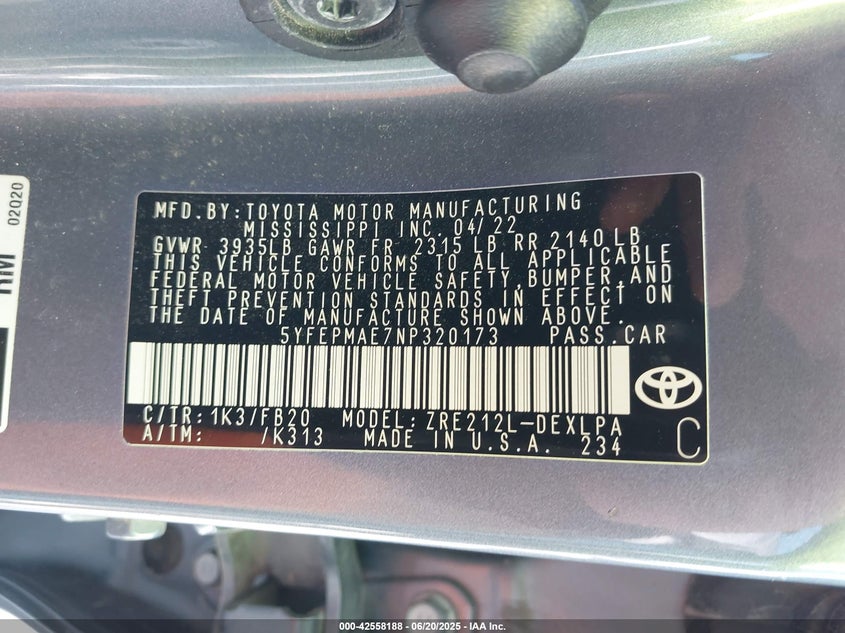 02020
RM
MFD.BY:TOYOTA MOTOR MANUFACTURING
MISSISSIPPI INC. 04/22
GVWR 3935LB GAWR FR 2315 LB RR 2140 LB
THIS VEHICLE CONFORMS TO ALL APPLICABLE
FEDERAL MOTOR VEHICLE SAFETY, BUMPER, AND
THEFT PREVENTION STANDARDS IN EFFECT ON
THE DATE OF MANUFACTURE SHOWN ABOVE.
5YFEPMAE7NP320173 PASS.CAR
C/TR: 1K3/FB20 MODEL: ZRE212L-DEXLPA
A/TM: /K313 MADE IN U.S.A. 234
C
000-42558188 - 06/20/2025 - IAA Inc.